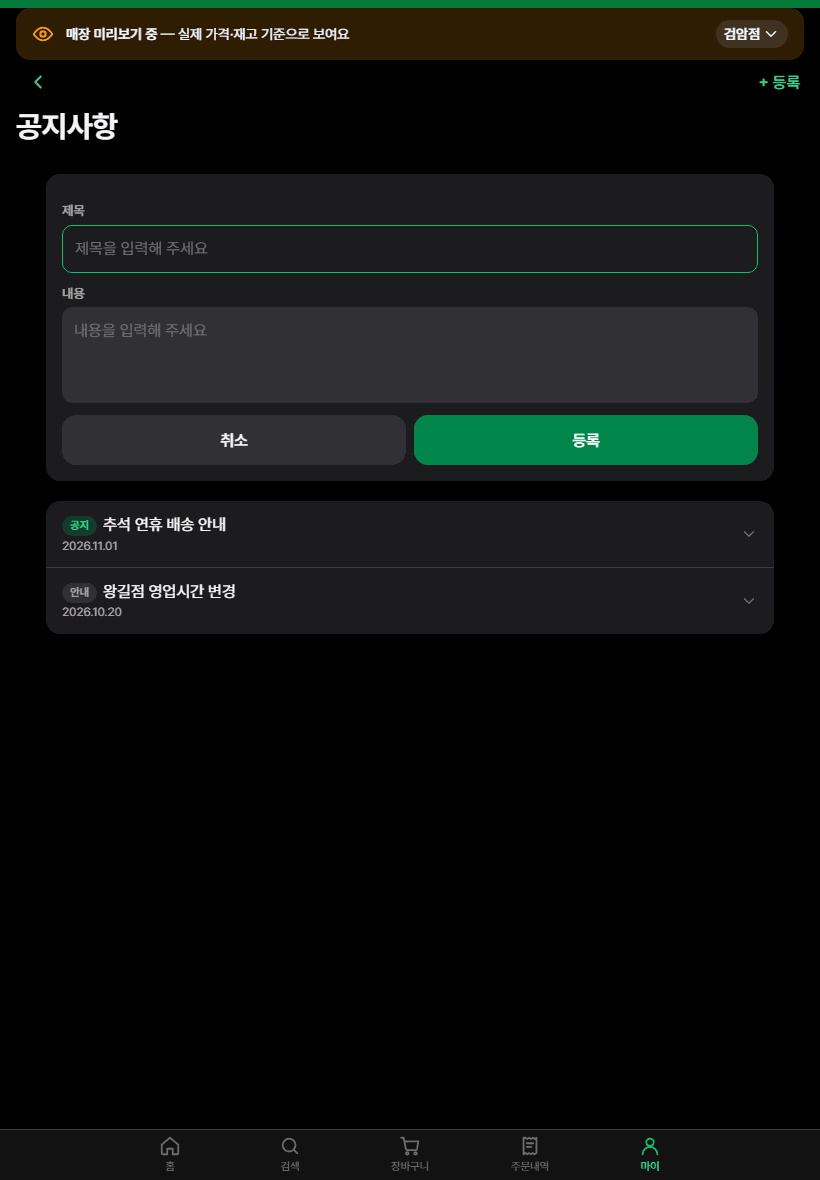 매장 미리보기 중 — 실제 가격·재고 기준으로 보여요
검암점
+ 등록
공지사항
제목
제목을 입력해 주세요
내용
내용을 입력해 주세요
취소
등록
공지 추석 연휴 배송 안내
2026.11.01
안내 왕길점 영업시간 변경
2026.10.20
홈
검색
장바구니
주문내역
마이